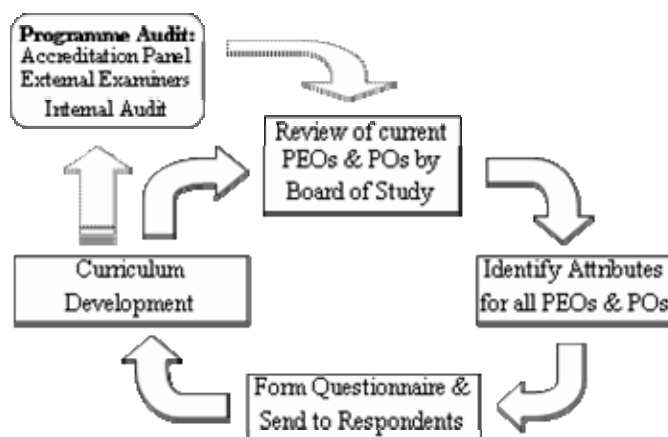 Programme Audit:
Accreditation Panel
External Examiners
Internal Audit
Review of current
PEOs & POs by
Board of Study
Curriculum
Development
Identify Attributes
for all PEOs & POs
Form Questionnaire &
Send to Respondents